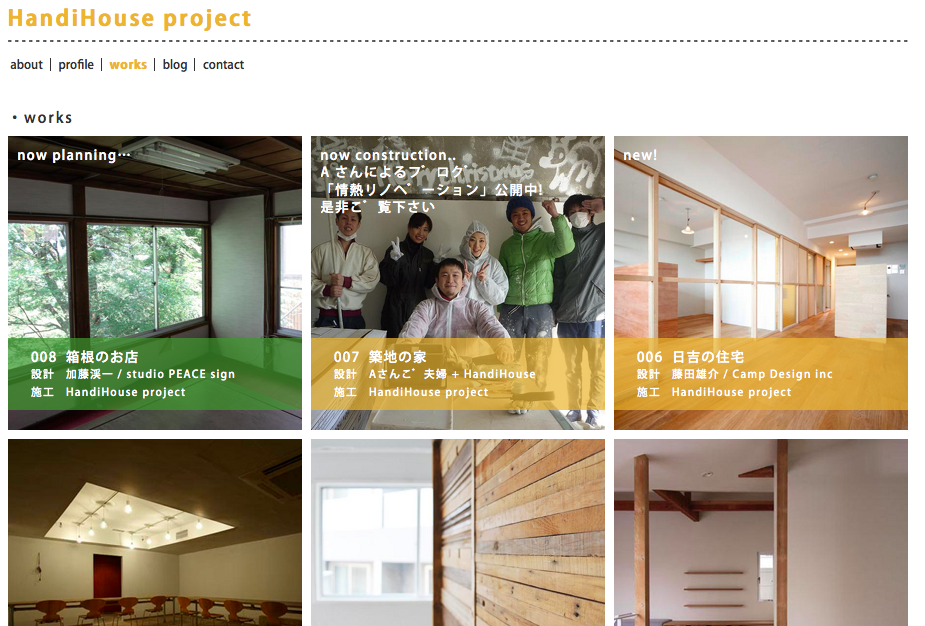 HandiHouse project
about | profile | works | blog | contact
・works
now planning…
008 箱根のお店
設計 加藤渓一 / studio PEACE sign
施工 HandiHouse project
now construction..
A さんによるブログ
「情熱リノベーション」公開中!
是非ご覧下さい
007 築地の家
設計 Aさんご夫婦 + HandiHouse
施工 HandiHouse project
new!
006 日吉の住宅
設計 藤田雄介 / Camp Design inc
施工 HandiHouse project